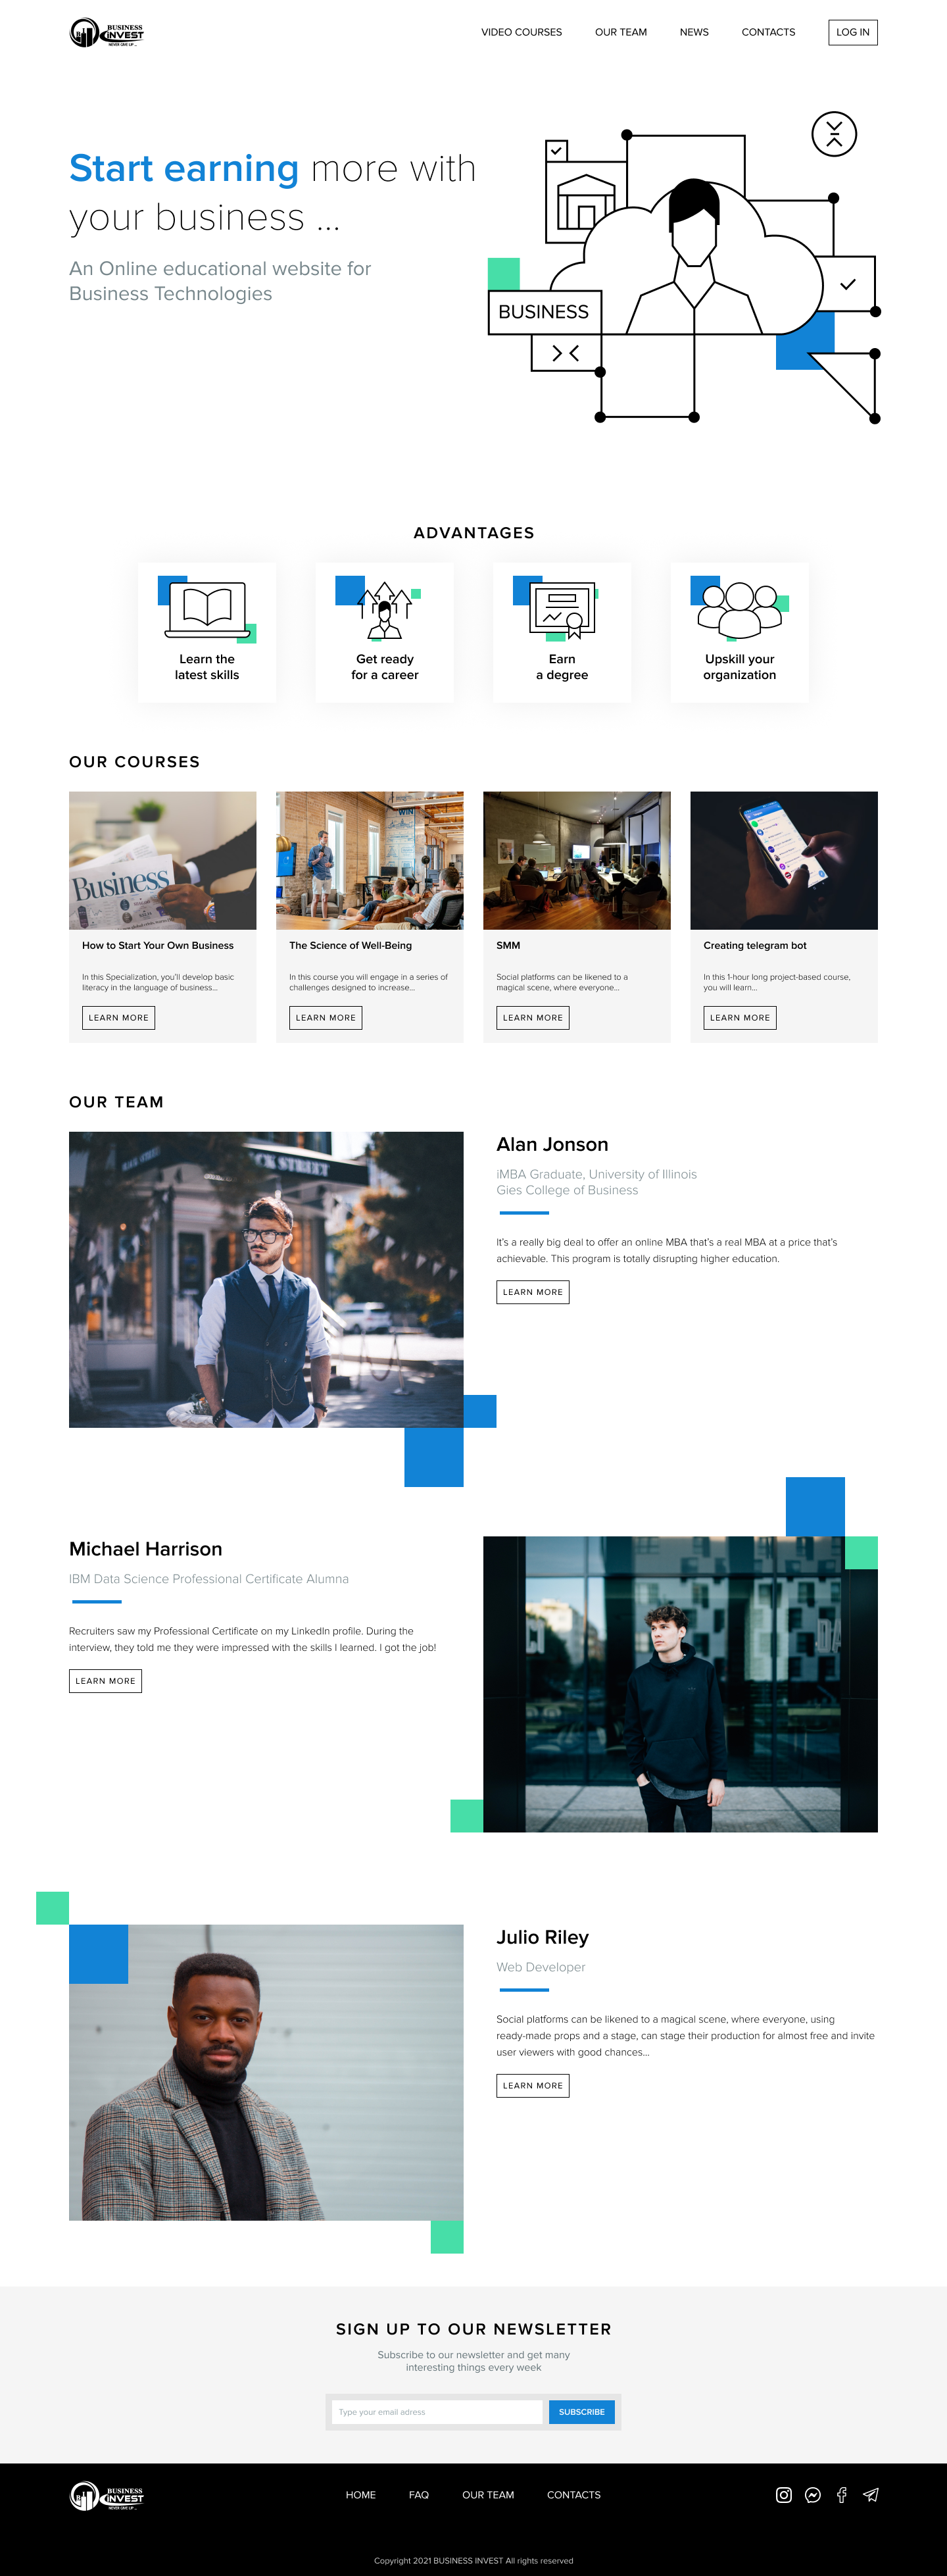 BUSINESS
INVEST
NEVER GIVE UP ...
VIDEO COURSES
OUR TEAM
NEWS
CONTACTS
LOG IN
Start earning more with
your business ...
An Online educational website for
Business Technologies
BUSINESS
ADVANTAGES
Learn the
latest skills
Get ready
for a career
Earn
a degree
Upskill your
organization
OUR COURSES
Business
WIN
How to Start Your Own Business
In this Specialization, you'll develop basic
literacy in the language of business...
LEARN MORE
The Science of Well-Being
In this course you will engage in a series of
challenges designed to increase...
LEARN MORE
SMM
Social platforms can be likened to a
magical scene, where everyone...
LEARN MORE
Creating telegram bot
In this 1-hour long project-based course,
you will learn...
LEARN MORE
OUR TEAM
Alan Jonson
iMBA Graduate, University of Illinois
Gies College of Business
It's a really big deal to offer an online MBA that's a real MBA at a price that's
achievable. This program is totally disrupting higher education.
LEARN MORE
Michael Harrison
IBM Data Science Professional Certificate Alumna
Recruiters saw my Professional Certificate on my LinkedIn profile. During the
interview, they told me they were impressed with the skills I learned. I got the job!
LEARN MORE
Julio Riley
Web Developer
Social platforms can be likened to a magical scene, where everyone, using
ready-made props and a stage, can stage their production for almost free and invite
user viewers with good chances...
LEARN MORE
SIGN UP TO OUR NEWSLETTER
Subscribe to our newsletter and get many
interesting things every week
Type your email adress
SUBSCRIBE
BUSINESS
INVEST
NEVER GIVE UP ...
HOME
FAQ
OUR TEAM
CONTACTS
Copyright 2021 BUSINESS INVEST All rights reserved